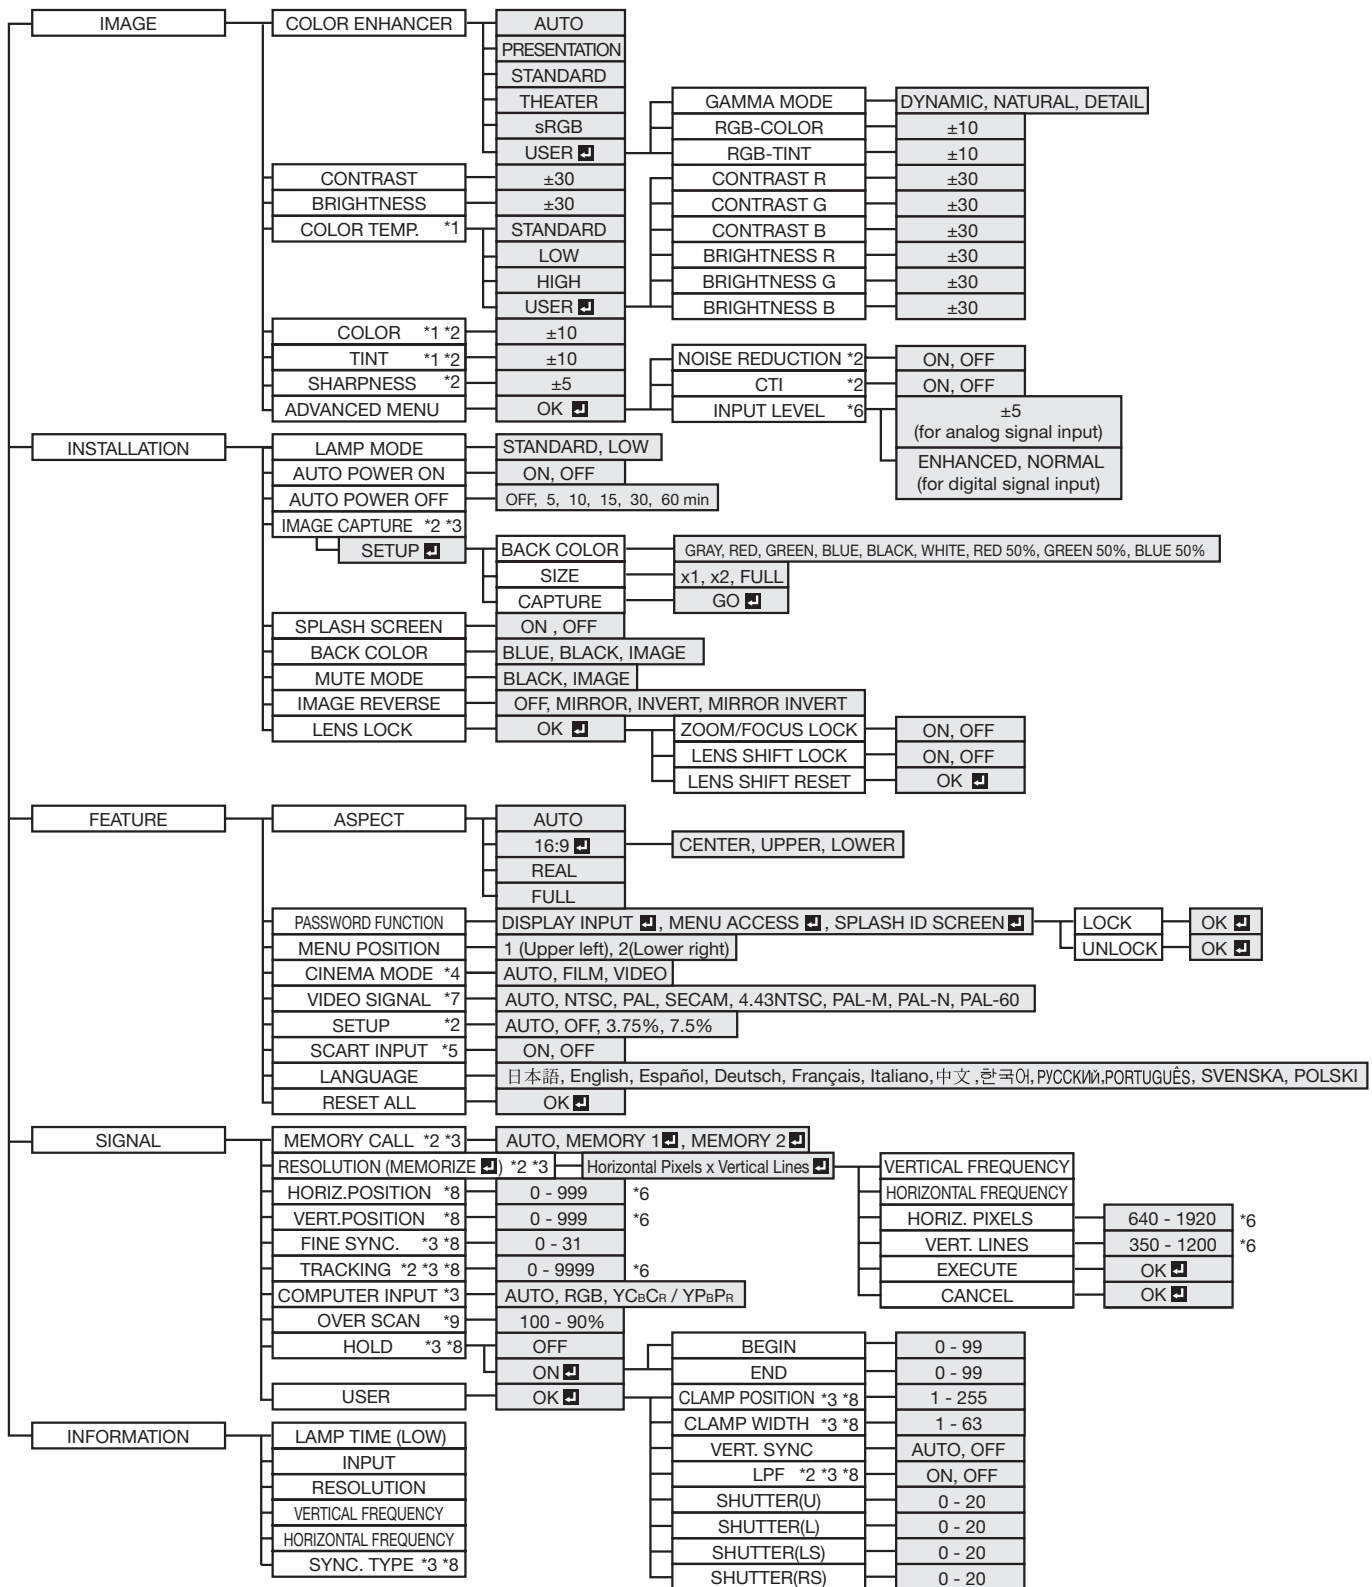 IMAGE COLOR ENHANCER AUTO
PRESENTATION
STANDARD
THEATER GAMMA MODE DYNAMIC, NATURAL, DETAIL
sRGB RGB-COLOR ±10
USER RGB-TINT ±10
CONTRAST ±30 CONTRAST R ±30
BRIGHTNESS ±30 CONTRAST G ±30
COLOR TEMP. *1 STANDARD CONTRAST B ±30
LOW BRIGHTNESS R ±30
HIGH BRIGHTNESS G ±30
USER BRIGHTNESS B ±30
COLOR *1 *2 ±10
TINT *1 *2 ±10 NOISE REDUCTION *2 ON, OFF
SHARPNESS *2 ±5 CTI *2 ON, OFF
ADVANCED MENU OK INPUT LEVEL *6 ±5
(for analog signal input)
ENHANCED, NORMAL
(for digital signal input)
INSTALLATION LAMP MODE STANDARD, LOW
AUTO POWER ON ON, OFF
AUTO POWER OFF OFF, 5, 10, 15, 30, 60 min
IMAGE CAPTURE *2 *3
SETUP BACK COLOR GRAY, RED, GREEN, BLUE, BLACK, WHITE, RED 50%, GREEN 50%, BLUE 50%
SIZE x1, x2, FULL
CAPTURE GO
SPLASH SCREEN ON , OFF
BACK COLOR BLUE, BLACK, IMAGE
MUTE MODE BLACK, IMAGE
IMAGE REVERSE OFF, MIRROR, INVERT, MIRROR INVERT
LENS LOCK OK ZOOM/FOCUS LOCK ON, OFF
LENS SHIFT LOCK ON, OFF
LENS SHIFT RESET OK
FEATURE ASPECT AUTO
16:9 CENTER, UPPER, LOWER
REAL
FULL
PASSWORD FUNCTION DISPLAY INPUT , MENU ACCESS , SPLASH ID SCREEN LOCK OK
MENU POSITION 1 (Upper left), 2(Lower right) UNLOCK OK
CINEMA MODE *4 AUTO, FILM, VIDEO
VIDEO SIGNAL *7 AUTO, NTSC, PAL, SECAM, 4.43NTSC, PAL-M, PAL-N, PAL-60
SETUP *2 AUTO, OFF, 3.75%, 7.5%
SCART INPUT *5 ON, OFF
LANGUAGE 日本語, English, Español, Deutsch, Français, Italiano,中文 ,한국어,РУССКИЙ,PORTUGUÊS, SVENSKA, POLSKI
RESET ALL OK
SIGNAL MEMORY CALL *2 *3 AUTO, MEMORY 1 , MEMORY 2
RESOLUTION (MEMORIZE ) *2 *3 Horizontal Pixels x Vertical Lines VERTICAL FREQUENCY
HORIZ.POSITION *8 0 - 999 *6 HORIZONTAL FREQUENCY
VERT.POSITION *8 0 - 999 *6 HORIZ. PIXELS 640 - 1920 *6
FINE SYNC. *3 *8 0 - 31 VERT. LINES 350 - 1200 *6
TRACKING *2 *3 *8 0 - 9999 *6 EXECUTE OK
COMPUTER INPUT *3 AUTO, RGB, YCBCR / YPBPR CANCEL OK
OVER SCAN *9 100 - 90%
HOLD *3 *8 OFF BEGIN 0 - 99
ON END 0 - 99
USER OK CLAMP POSITION *3 *8 1 - 255
CLAMP WIDTH *3 *8 1 - 63
INFORMATION LAMP TIME (LOW) VERT. SYNC AUTO, OFF
INPUT LPF *2 *3 *8 ON, OFF
RESOLUTION SHUTTER(U) 0 - 20
VERTICAL FREQUENCY SHUTTER(L) 0 - 20
HORIZONTAL FREQUENCY SHUTTER(LS) 0 - 20
SYNC. TYPE *3 *8 SHUTTER(RS) 0 - 20